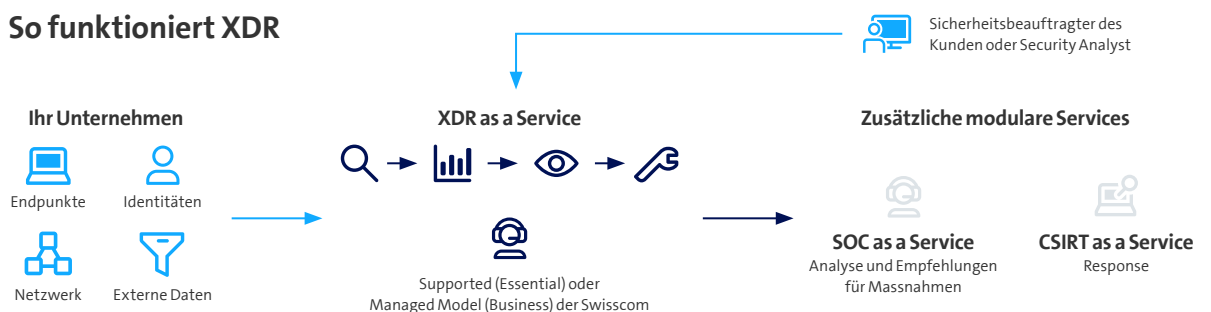 So funktioniert XDR
Sicherheitsbeauftragter des
Kunden oder Security Analyst
Ihr Unternehmen
Endpunkte
Identitäten
Netzwerk
Externe Daten
XDR as a Service
Supported (Essential) oder
Managed Model (Business) der Swisscom
Zusätzliche modulare Services
SOC as a Service
Analyse und Empfehlungen
für Massnahmen
CSIRT as a Service
Response